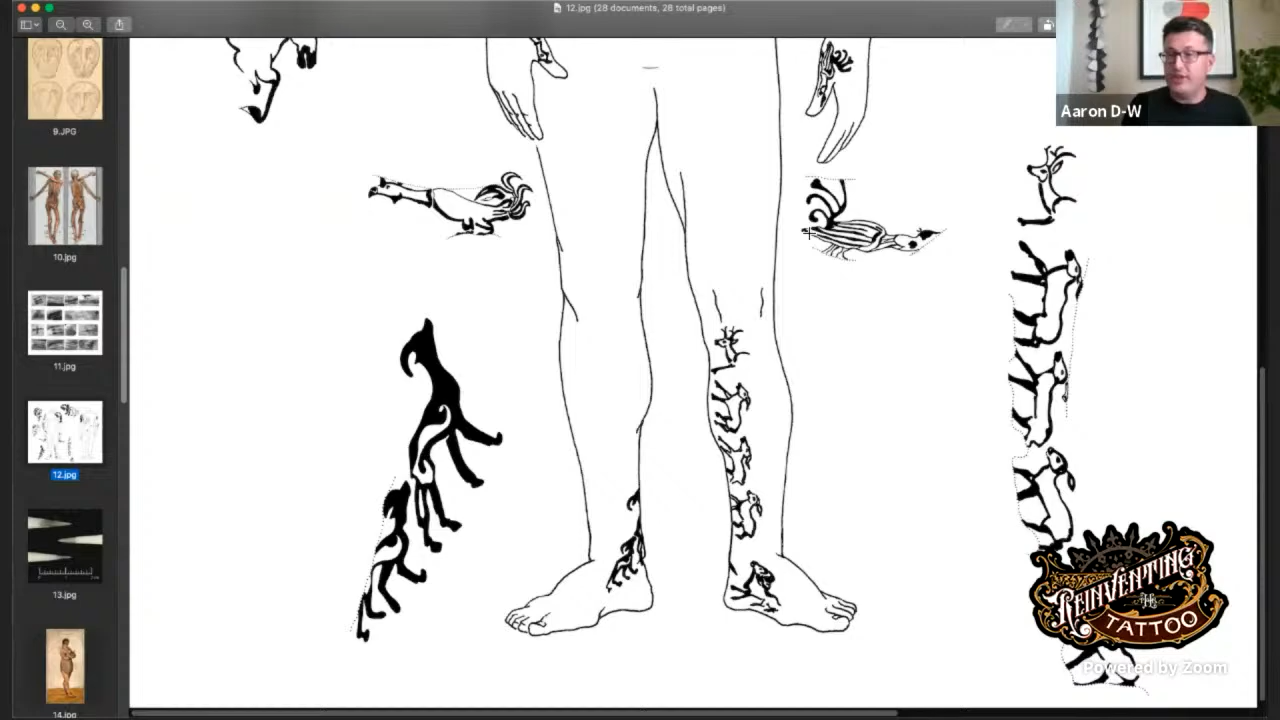 12.jpg (28 documents, 28 total pages)
Aaron D-W
9.JPG
10.jpg
11.jpg
12.jpg
13.jpg
14.jpg
REINVENTING
THE
TATTOO
Powered by Zoom